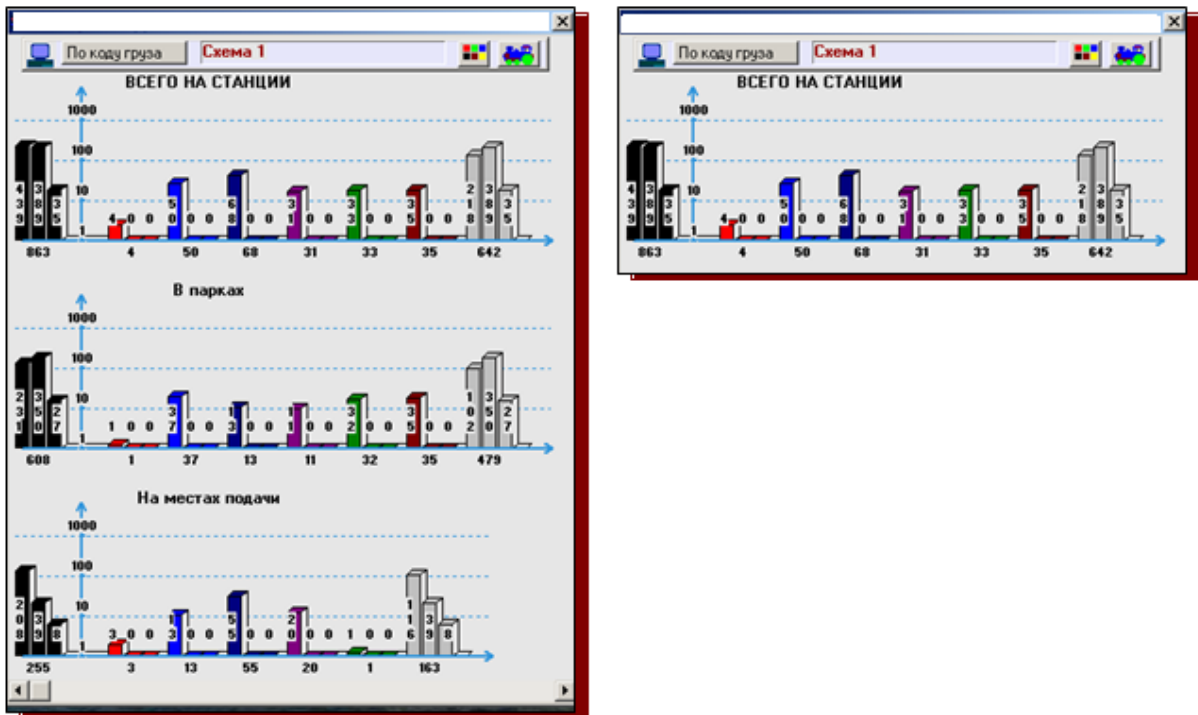 По коду груза Схема 1
ВСЕГО НА СТАНЦИИ
1000
100
10
1
439 389 35 4 0 0 50 0 0 68 0 0 31 0 0 33 0 0 35 0 0 218 389 35
863 4 50 68 31 33 35 642
В парках
1000
100
10
1
231 350 27 1 0 0 37 0 0 13 0 0 11 0 0 32 0 0 35 0 0 102 350 27
608 1 37 13 11 32 35 479
На местах подачи
1000
100
10
1
208 39 8 3 0 0 13 0 0 55 0 0 20 0 0 1 0 0 116 39 8
255 3 13 55 20 1 163
По коду груза Схема 1
ВСЕГО НА СТАНЦИИ
1000
100
10
1
439 389 35 4 0 0 50 0 0 68 0 0 31 0 0 33 0 0 35 0 0 218 389 35
863 4 50 68 31 33 35 642